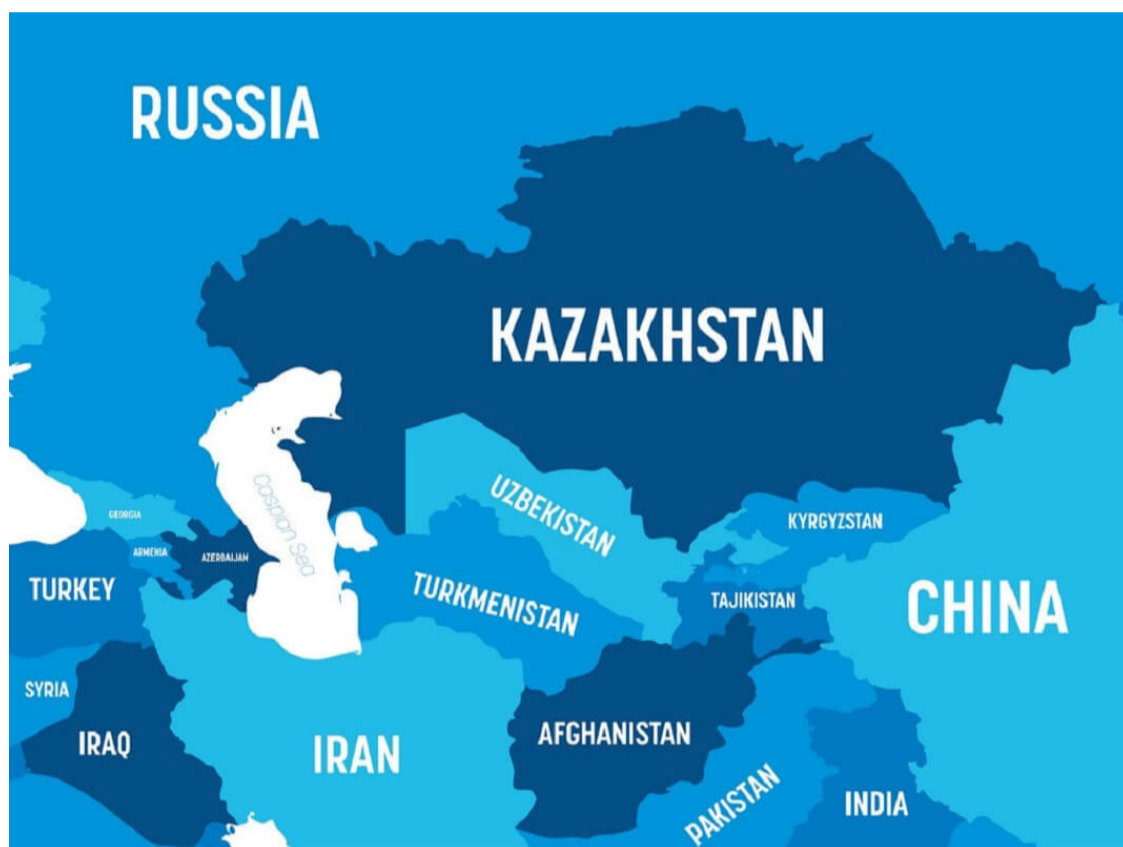 RUSSIA
KAZAKHSTAN
Caspian Sea
UZBEKISTAN
KYRGYZSTAN
GEORGIA
ARMENIA
AZERBAIJAN
TURKEY
TURKMENISTAN
TAJIKISTAN
CHINA
SYRIA
IRAQ
IRAN
AFGHANISTAN
PAKISTAN
INDIA